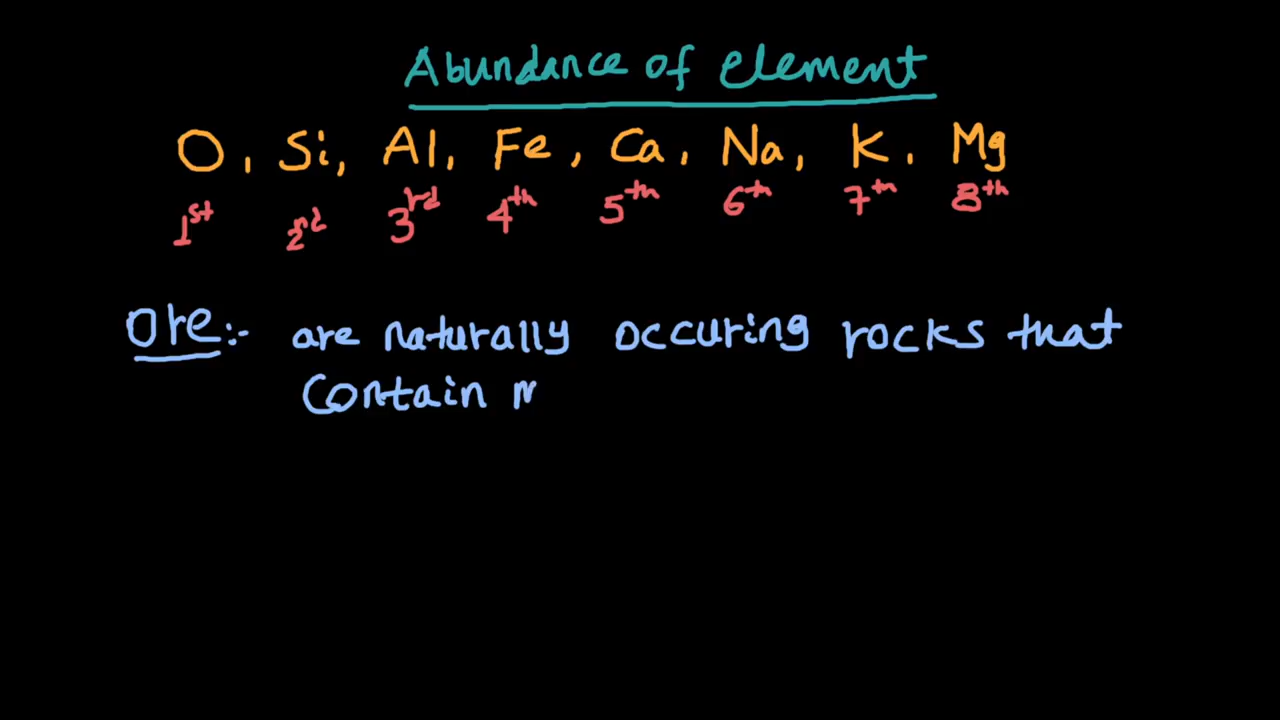 Abundance of element
O, Si, Al, Fe, Ca, Na, K, Mg
1st 2nd 3rd 4th 5th 6th 7th 8th
Ore:- are naturally occuring rocks that
contain